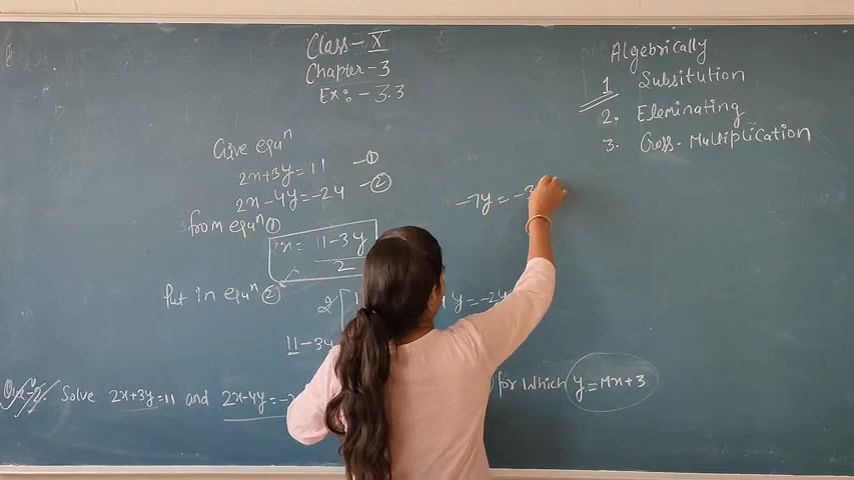 Class - X
Chapter - 3
Ex: - 3.3
Algebrically
1 Subsitution
2. Eleminating
3. Cross - Multiplication
Give equⁿ
2x+3y=11 -①
2x-4y=-24 -②
from equⁿ ①
x = 11-3y
2
put in equⁿ ②
2
y=-24
11-3y
-7y=-3
Solve 2x+3y=11 and 2x-4y=-2
for which y=mx+3